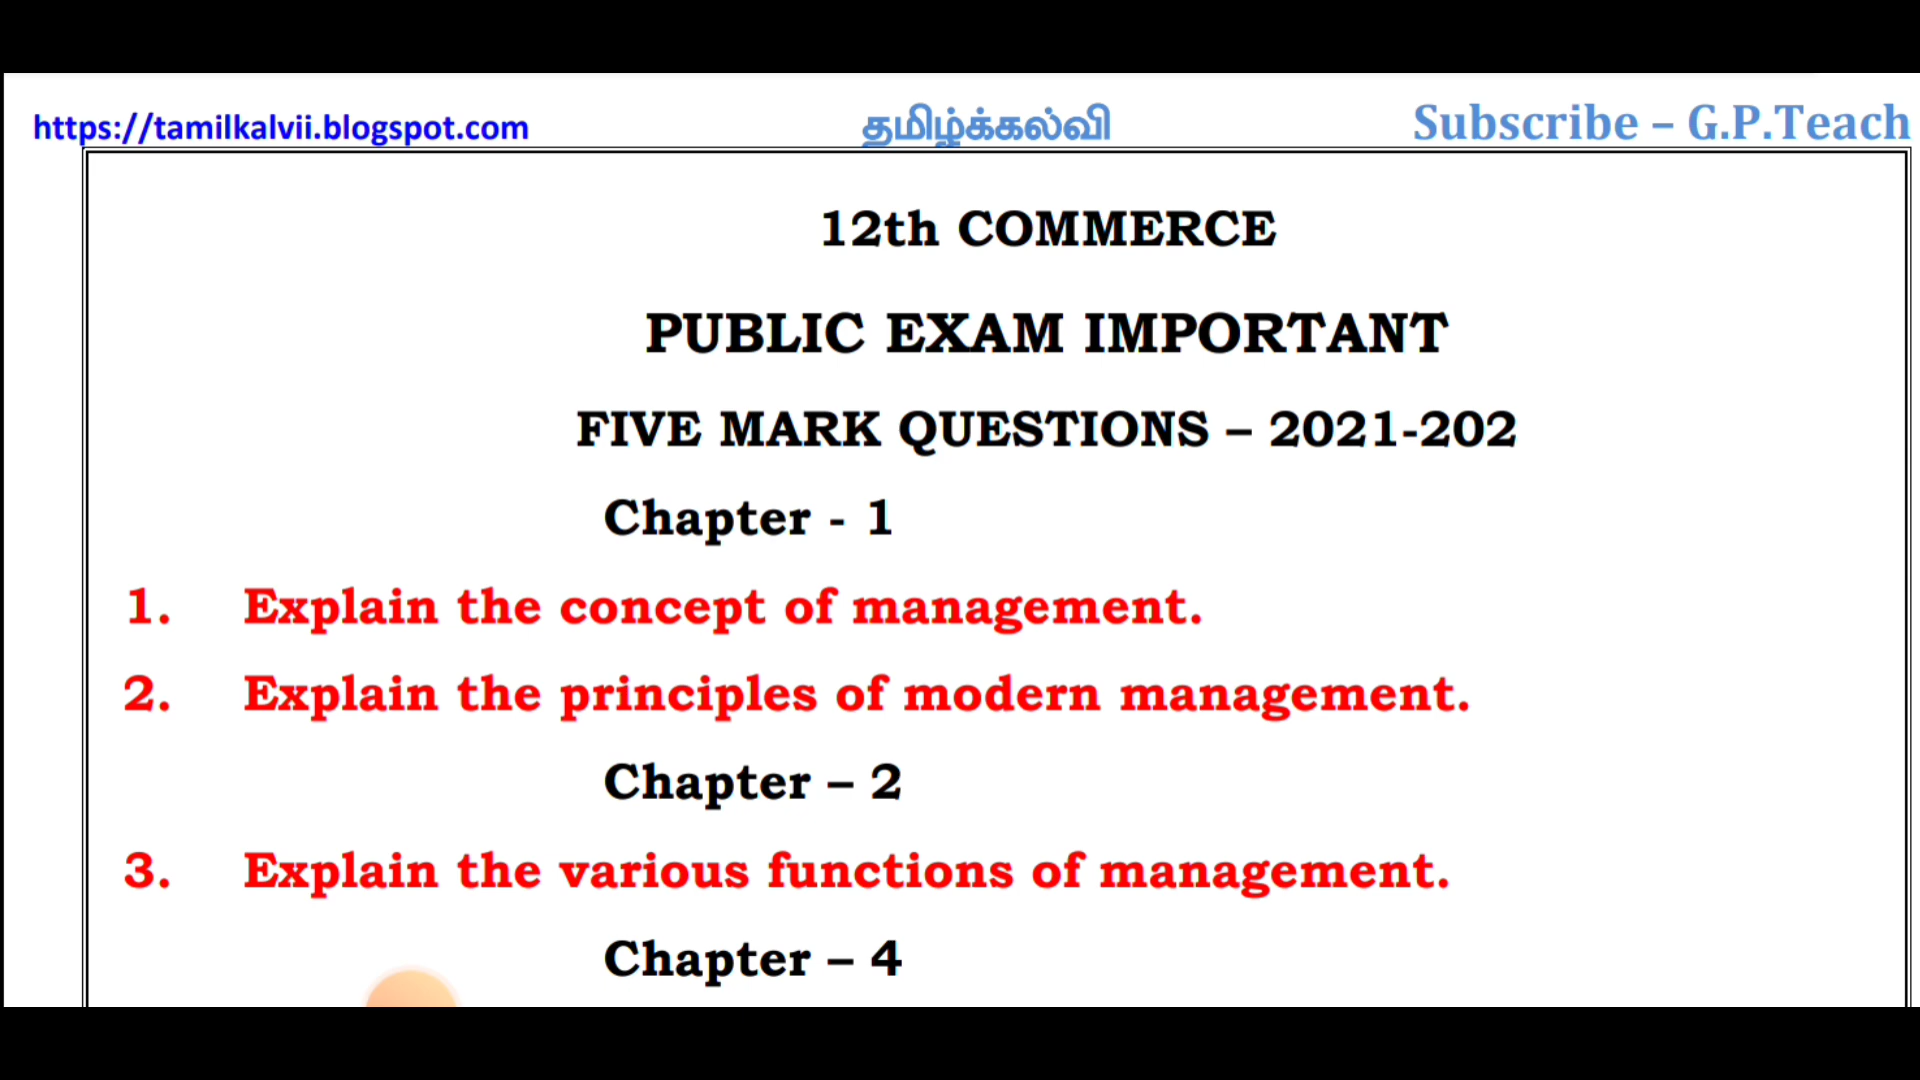 https://tamilkalvii.blogspot.com தமிழ்க்கல்வி Subscribe – G.P.Teach
12th COMMERCE
PUBLIC EXAM IMPORTANT
FIVE MARK QUESTIONS – 2021-202
Chapter - 1
1. Explain the concept of management.
2. Explain the principles of modern management.
Chapter – 2
3. Explain the various functions of management.
Chapter – 4